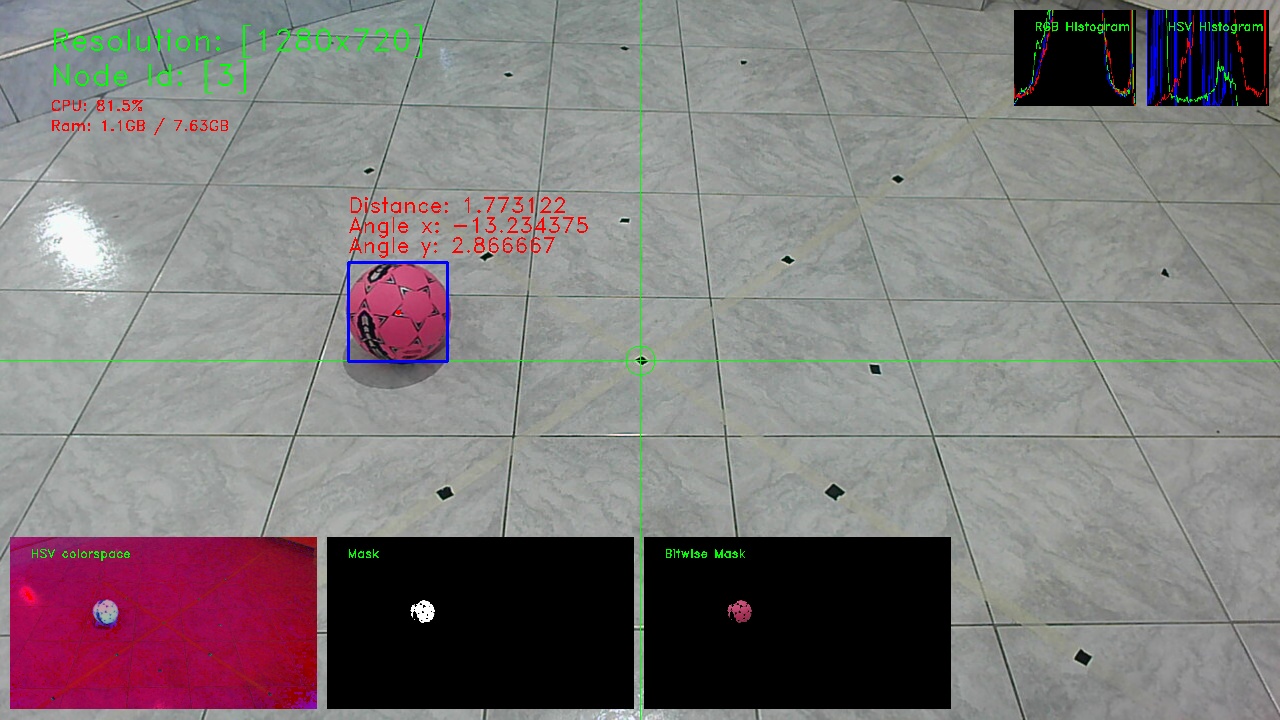 Resolution: [1280x720]
Node Id: [3]
CPU: 81.5%
Ram: 1.1GB / 7.63GB
RGB Histogram
HSV Histogram
Distance: 1.773122
Angle x: -13.234375
Angle y: 2.866667
HSV colorspace
Mask
Bitwise Mask